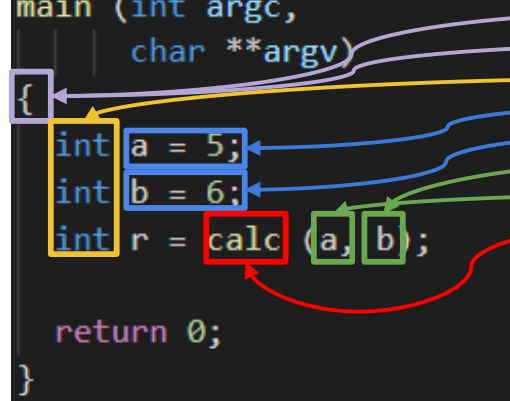 main (int argc,
char **argv)
{
int a = 5;
int b = 6;
int r = calc (a, b);
return 0;
}